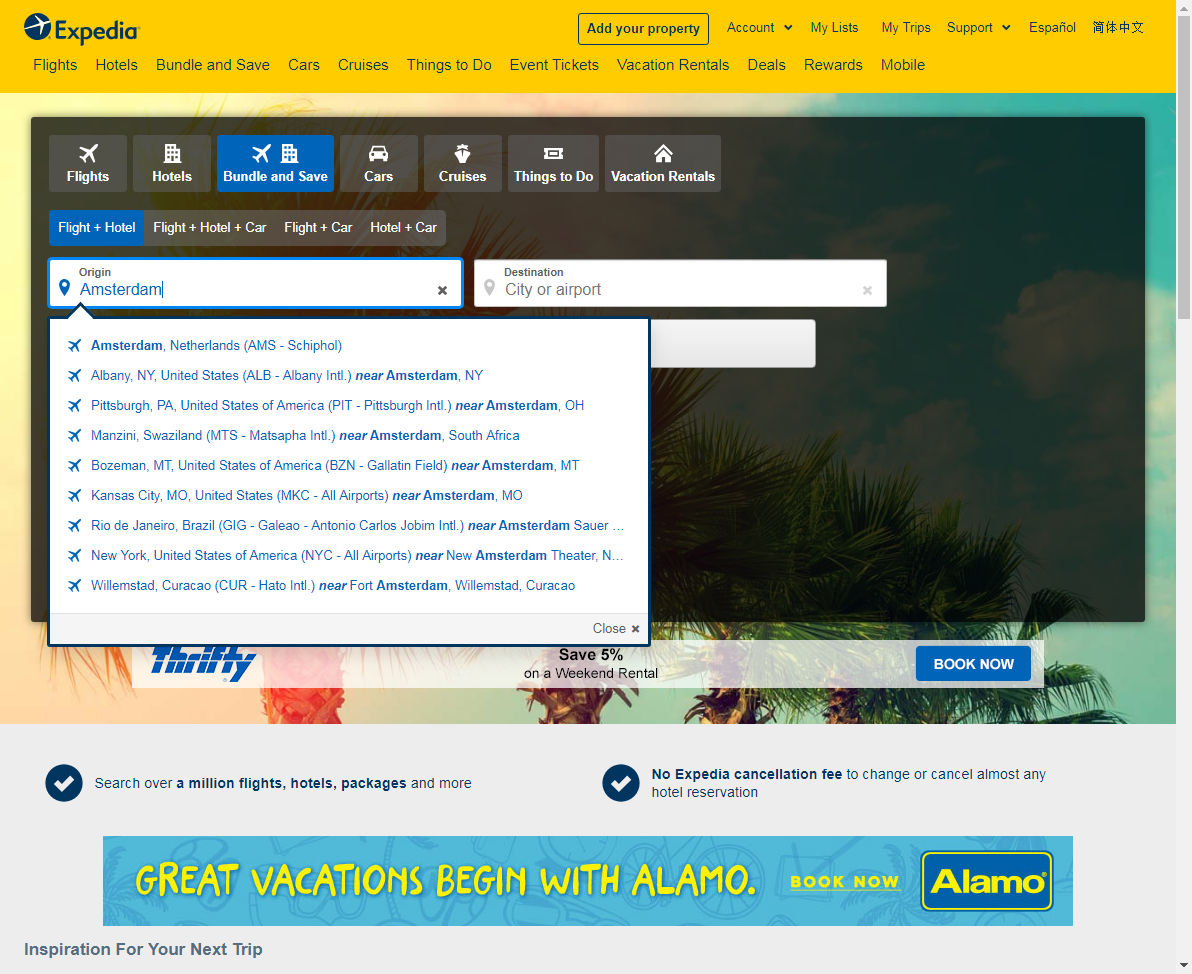 Expedia
Add your property
Account
My Lists
My Trips
Support
Español
简体中文
Flights
Hotels
Bundle and Save
Cars
Cruises
Things to Do
Event Tickets
Vacation Rentals
Deals
Rewards
Mobile
Flights
Hotels
Bundle and Save
Cars
Cruises
Things to Do
Vacation Rentals
Flight + Hotel
Flight + Hotel + Car
Flight + Car
Hotel + Car
Origin
Amsterdam
Destination
City or airport
Amsterdam, Netherlands (AMS - Schiphol)
Albany, NY, United States (ALB - Albany Intl.) near Amsterdam, NY
Pittsburgh, PA, United States of America (PIT - Pittsburgh Intl.) near Amsterdam, OH
Manzini, Swaziland (MTS - Matsapha Intl.) near Amsterdam, South Africa
Bozeman, MT, United States of America (BZN - Gallatin Field) near Amsterdam, MT
Kansas City, MO, United States (MKC - All Airports) near Amsterdam, MO
Rio de Janeiro, Brazil (GIG - Galeao - Antonio Carlos Jobim Intl.) near Amsterdam Sauer ...
New York, United States of America (NYC - All Airports) near New Amsterdam Theater, N...
Willemstad, Curacao (CUR - Hato Intl.) near Fort Amsterdam, Willemstad, Curacao
Close
Thrifty
Save 5%
on a Weekend Rental
BOOK NOW
Search over a million flights, hotels, packages and more
No Expedia cancellation fee to change or cancel almost any
hotel reservation
GREAT VACATIONS BEGIN WITH ALAMO.
BOOK NOW
Alamo
Inspiration For Your Next Trip